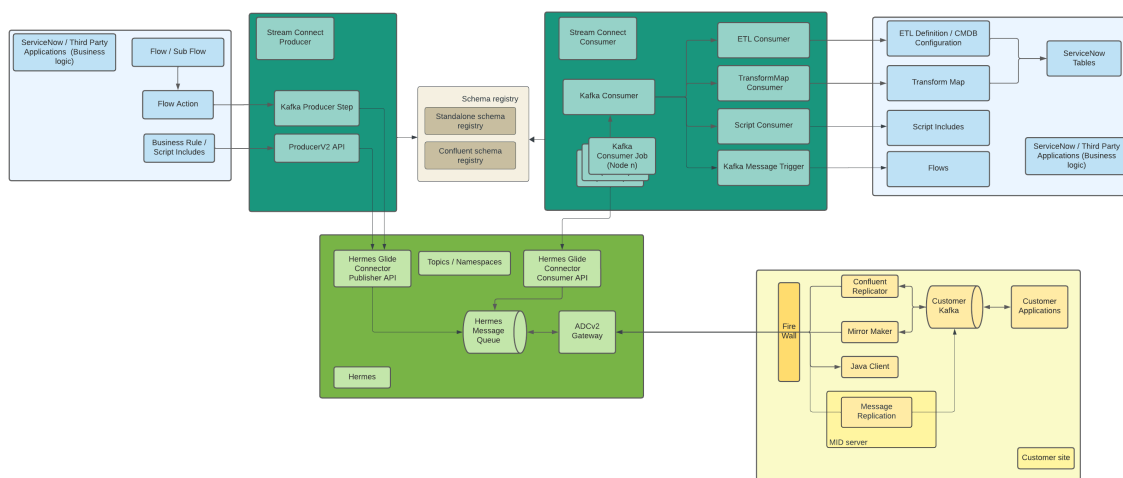 ServiceNow / Third Party
Applications (Business
logic)
Flow / Sub Flow
Flow Action
Business Rule /
Script Includes
Stream Connect
Producer
Kafka Producer Step
ProducerV2 API
Schema registry
Standalone schema
registry
Confluent schema
registry
Stream Connect
Consumer
Kafka Consumer
Kafka
Consumer Job
(Node n)
ETL Consumer
TransformMap
Consumer
Script Consumer
Kafka Message Trigger
ETL Definition / CMDB
Configuration
Transform Map
Script Includes
Flows
ServiceNow
Tables
ServiceNow / Third Party
Applications (Business
logic)
Hermes Glide
Connector
Publisher API
Topics / Namespaces
Hermes Glide
Connector
Consumer API
Hermes
Message
Queue
ADCv2
Gateway
Hermes
Fire
Wall
Confluent
Replicator
Mirror Maker
Java Client
Message
Replication
MID server
Customer
Kafka
Customer
Applications
Customer site